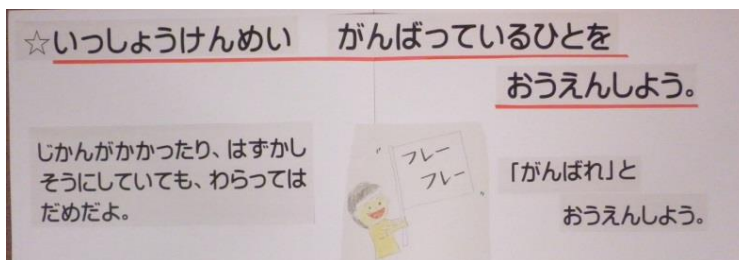 ☆いっしょうけんめい がんばっているひとを
おうえんしよう。
じかんがかかったり、はずかし
そうにしていても、わらっては
だめだよ。
フレー
フレー
「がんばれ」と
おうえんしよう。